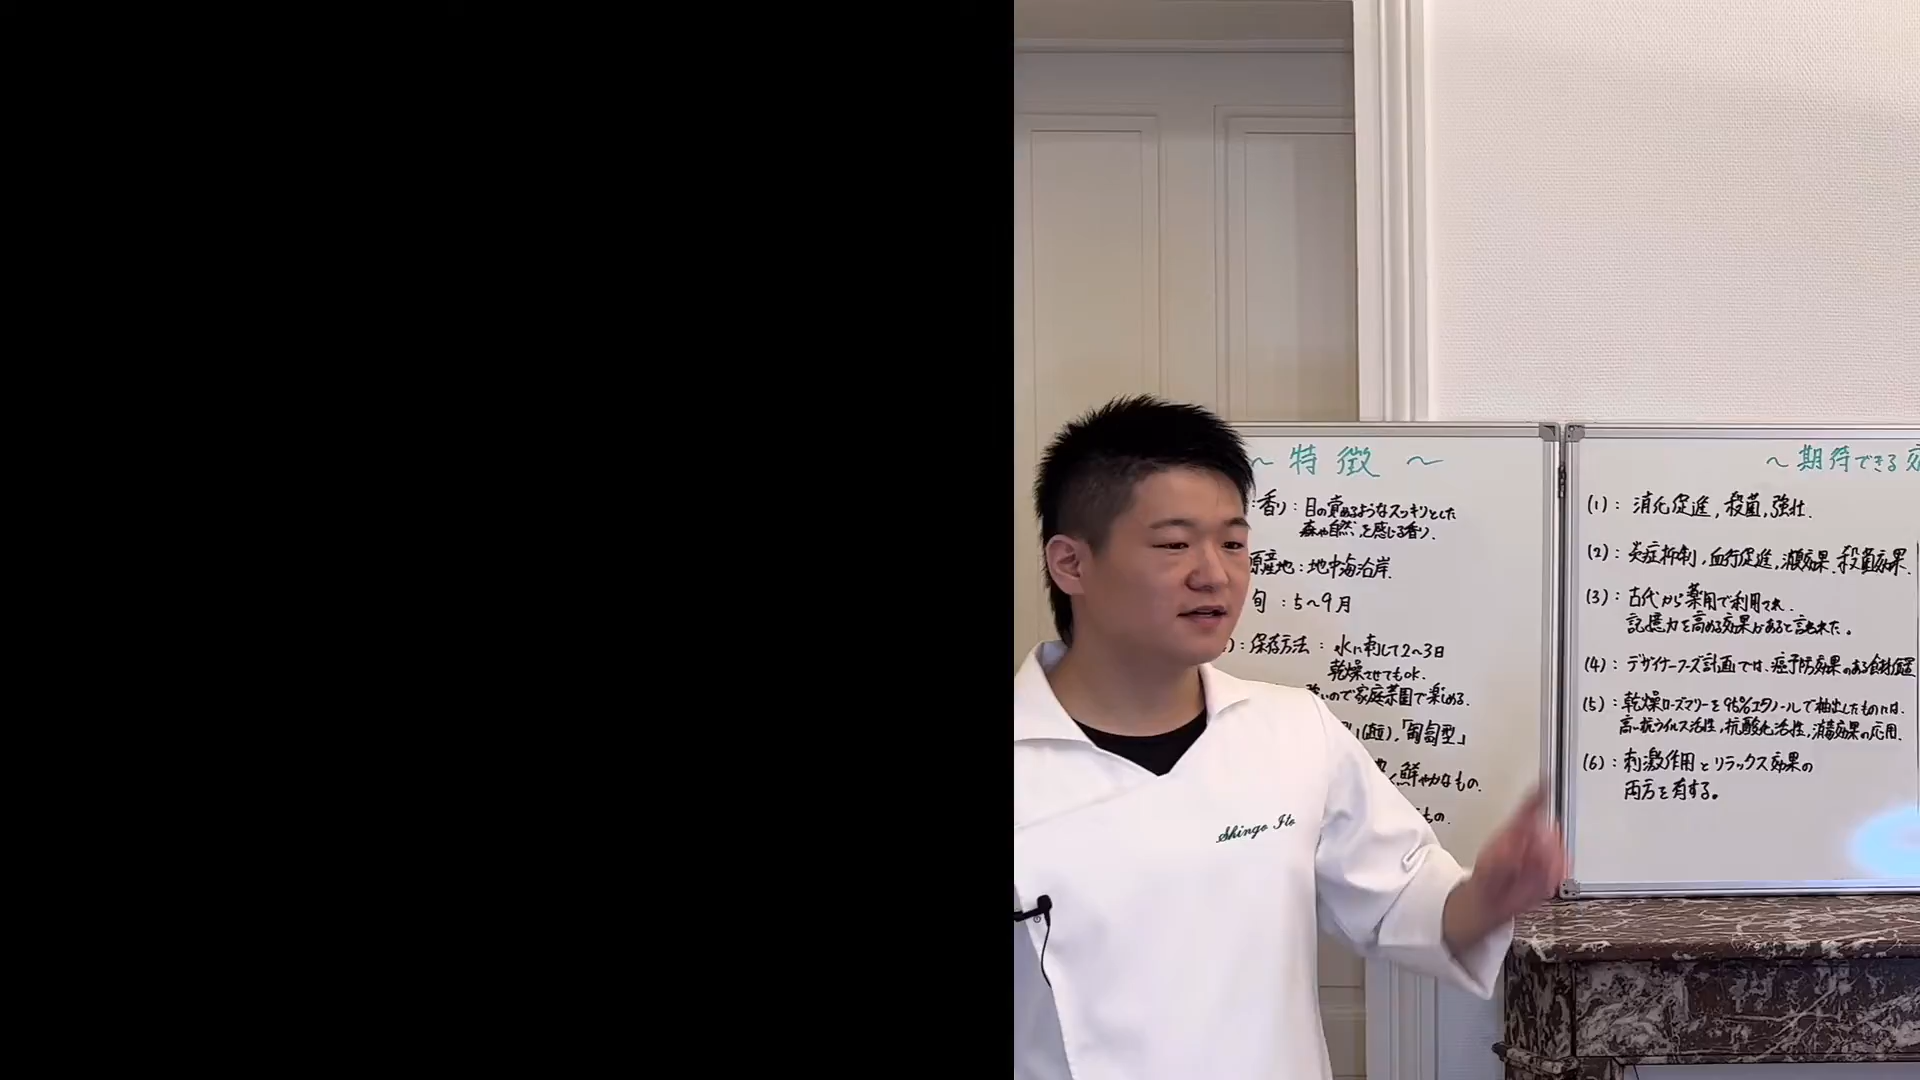 ～ 特 徴 ～
香り：目の覚めるようなスッキリとした
森や自然を感じる香り.
原産地：地中海沿岸.
旬：5～9月
：保存方法：水に刺して2～3日
乾燥させてもok.
強いので家庭菜園で楽しめる.
「匍匐型」
鮮やかなもの.
もの.
～期待できる
(1)：消化促進,殺菌,強壮.
(2)：炎症抑制,血行促進,消臭効果,殺菌効果.
(3)：古代から薬用で利用され.
記憶力を高める効果があると言われた。
(4)：デザイナーフーズ計画では、癌予防効果のある食材に
(5)：乾燥ローズマリーを96%エタノールで抽出したものには、
高い抗ウイルス活性,抗酸化活性,消毒効果の応用.
(6)：刺激作用とリラックス効果の
両方を有する。
Shingo Ito